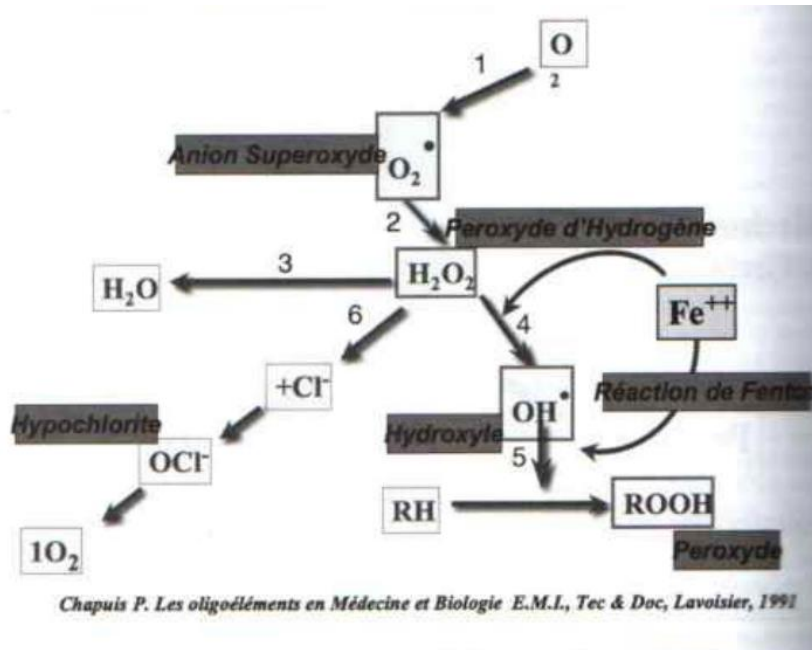 O
2
1
Anion Superoxyde
O₂•
2
Peroxyde d'Hydrogène
H₂O
3
H₂O₂
6
4
Fe⁺⁺
+Cl⁻
Réaction de Fento
Hypochlorite
Hydroxyle
OH•
OCl⁻
5
RH
ROOH
1O₂
Peroxyde
Chapuis P. Les oligoéléments en Médecine et Biologie E.M.I., Tec & Doc, Lavoisier, 1991